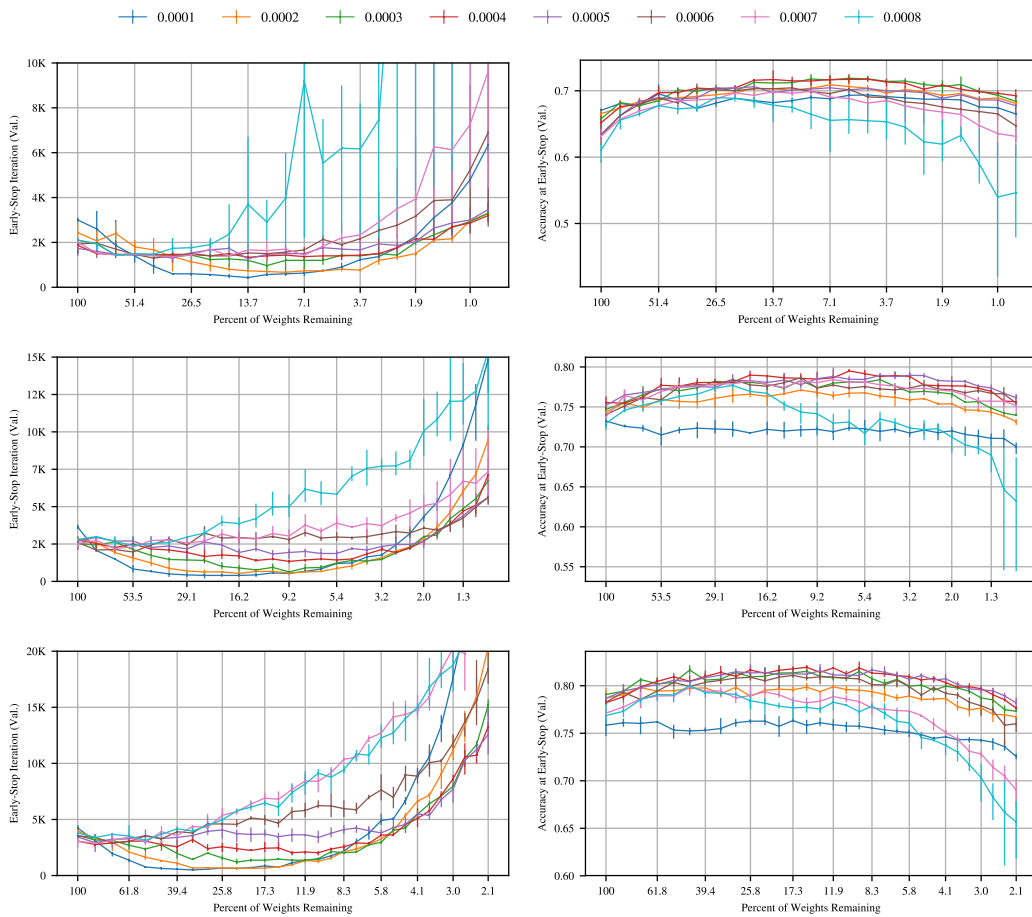 0.0001 0.0002 0.0003 0.0004 0.0005 0.0006 0.0007 0.0008
Early-Stop Iteration (Val.)
10K
8K
6K
4K
2K
0
100 51.4 26.5 13.7 7.1 3.7 1.9 1.0
Percent of Weights Remaining
Accuracy at Early-Stop (Val.)
0.7
0.6
0.5
100 51.4 26.5 13.7 7.1 3.7 1.9 1.0
Percent of Weights Remaining
Early-Stop Iteration (Val.)
15K
12K
10K
7K
5K
2K
0
100 53.5 29.1 16.2 9.2 5.4 3.2 2.0 1.3
Percent of Weights Remaining
Accuracy at Early-Stop (Val.)
0.80
0.75
0.70
0.65
0.60
0.55
100 53.5 29.1 16.2 9.2 5.4 3.2 2.0 1.3
Percent of Weights Remaining
Early-Stop Iteration (Val.)
20K
15K
10K
5K
0
100 61.8 39.4 25.8 17.3 11.9 8.3 5.8 4.1 3.0 2.1
Percent of Weights Remaining
Accuracy at Early-Stop (Val.)
0.80
0.75
0.70
0.65
0.60
100 61.8 39.4 25.8 17.3 11.9 8.3 5.8 4.1 3.0 2.1
Percent of Weights Remaining